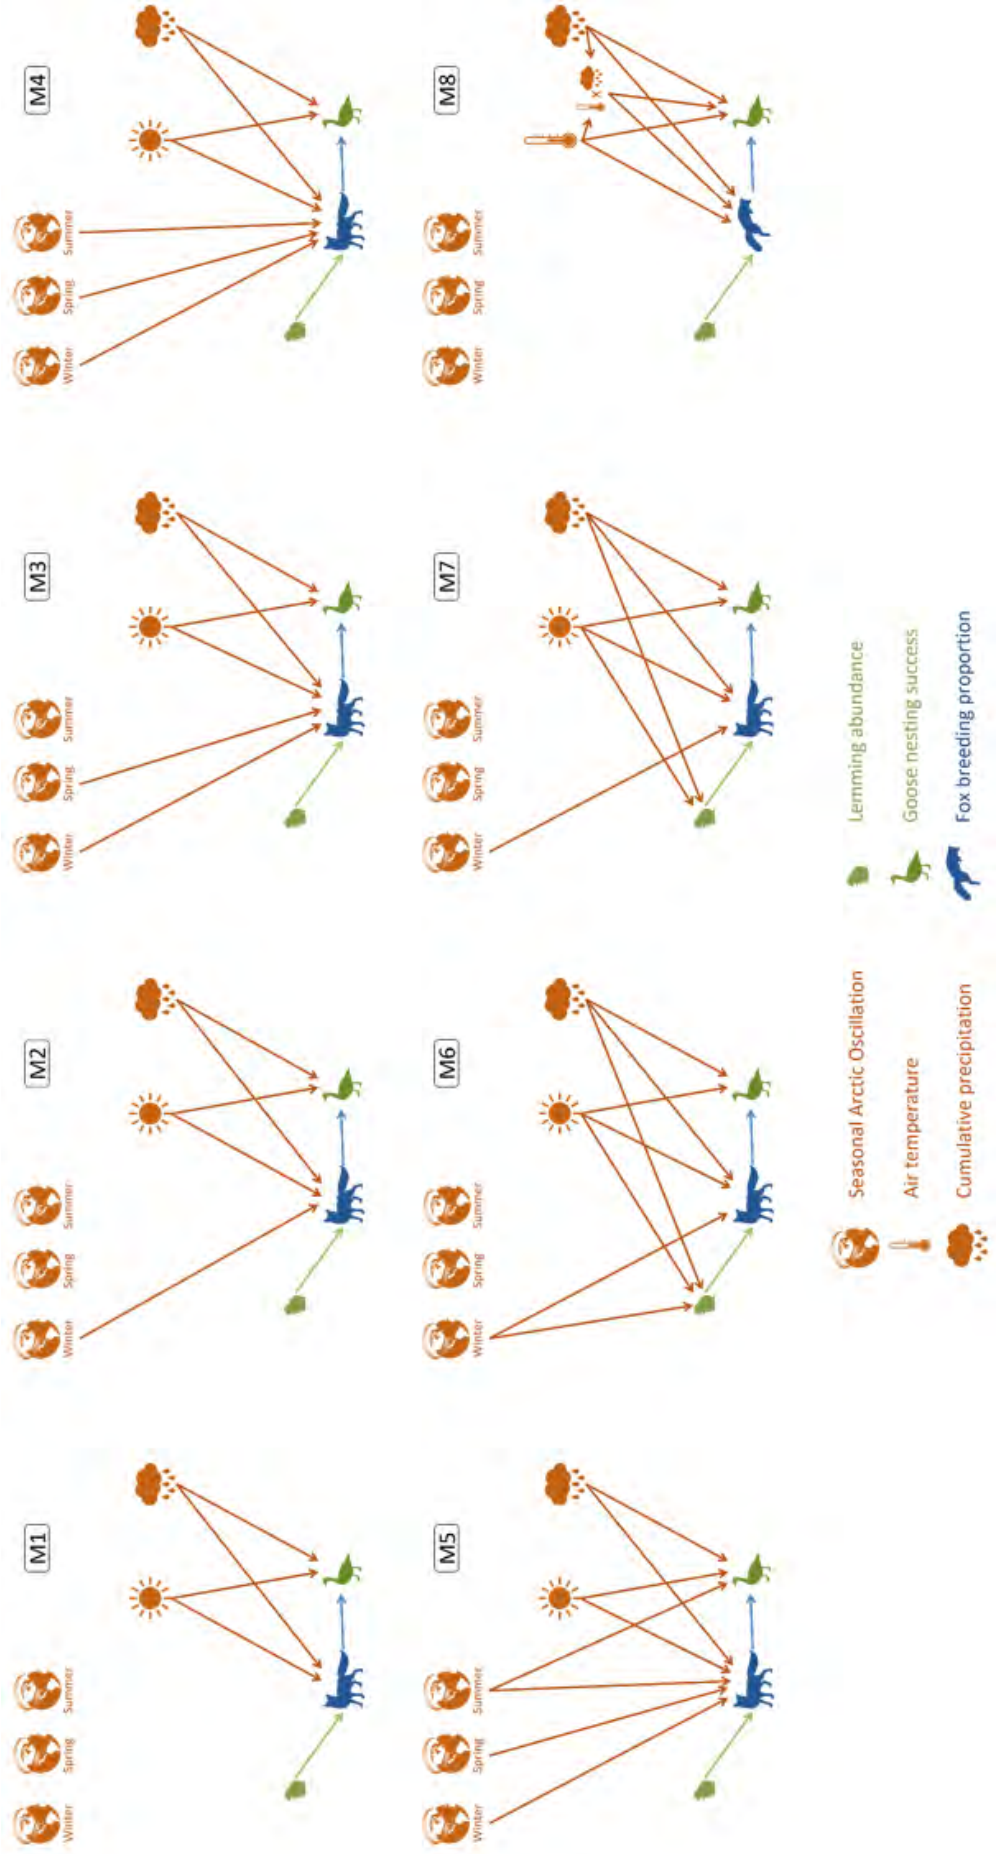 M1
Winter Spring Summer
M2
Winter Spring Summer
M3
Winter Spring Summer
M4
Winter Spring Summer
M5
Winter Spring Summer
M6
Winter Spring Summer
M7
Winter Spring Summer
M8
Winter Spring Summer
x
Seasonal Arctic Oscillation
Air temperature
Cumulative precipitation
Lemming abundance
Goose nesting success
Fox breeding proportion